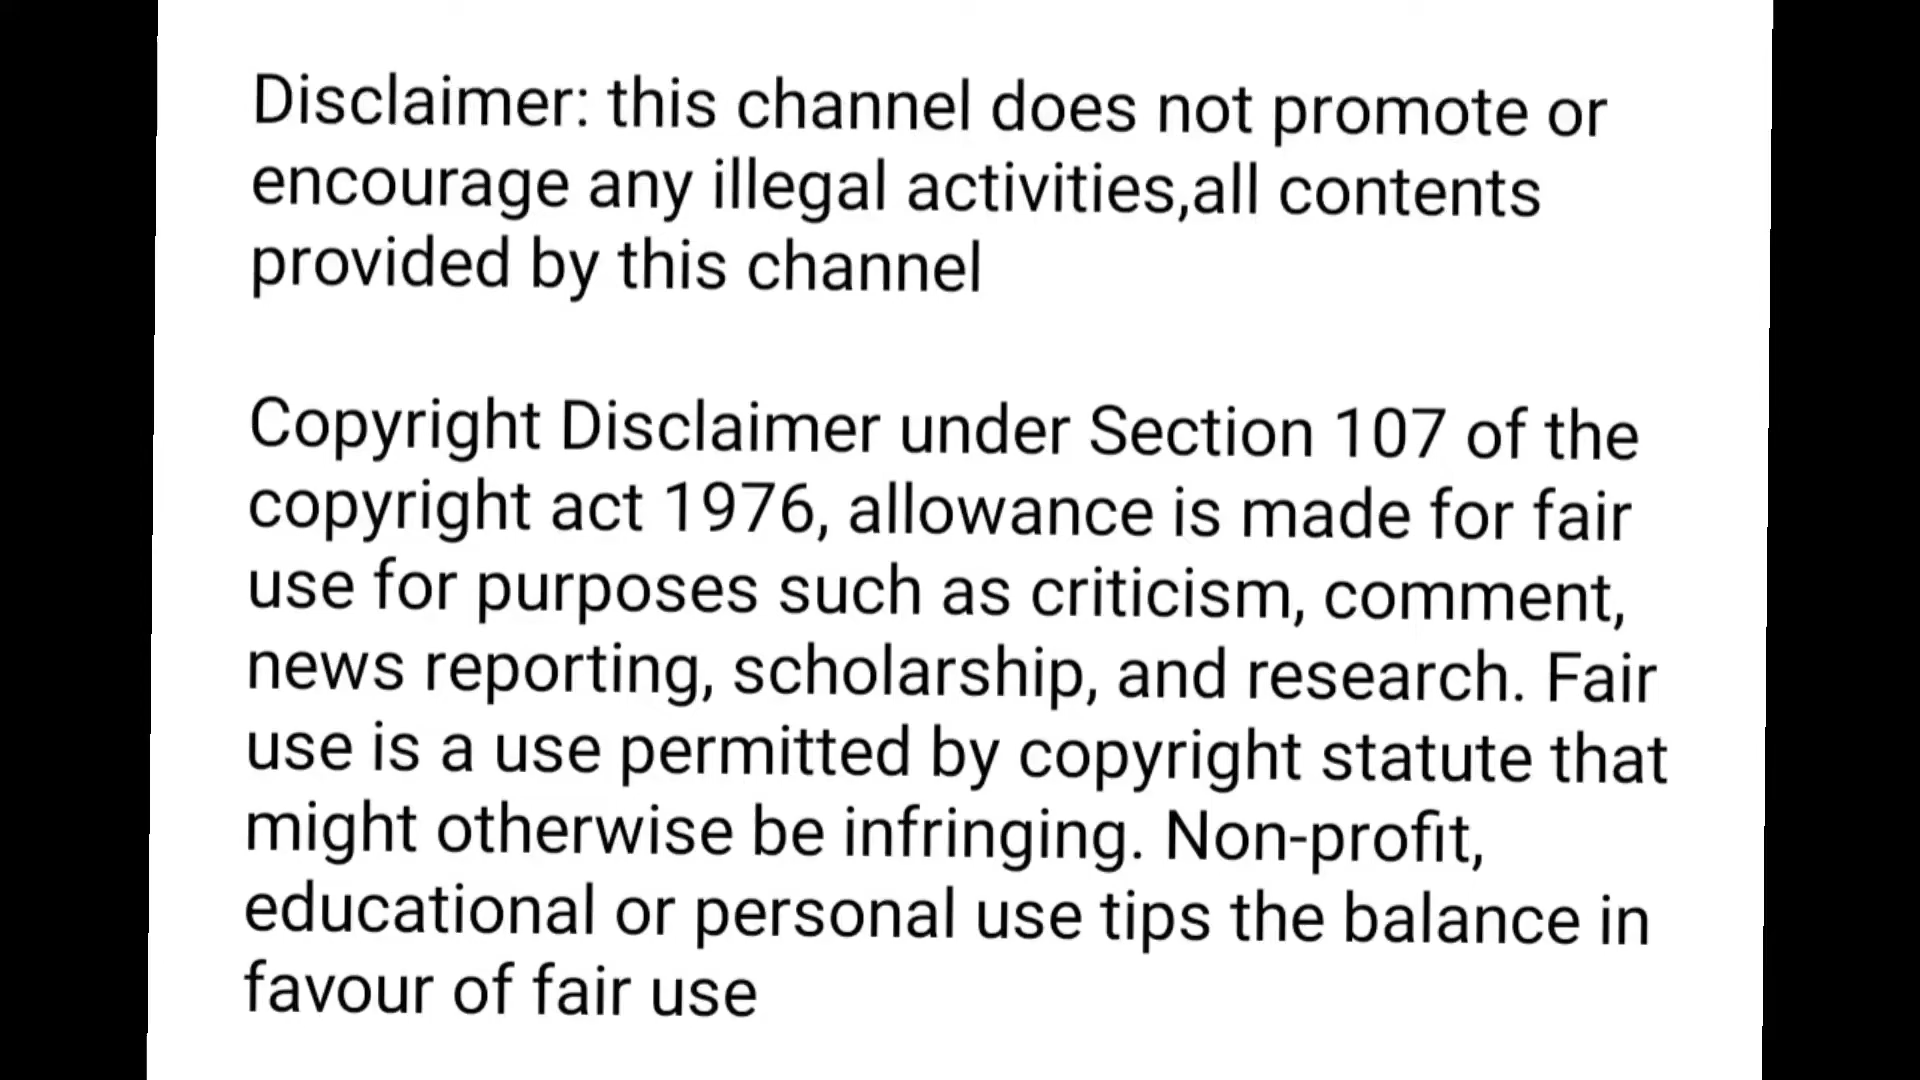 Disclaimer: this channel does not promote or
encourage any illegal activities,all contents
provided by this channel
Copyright Disclaimer under Section 107 of the
copyright act 1976, allowance is made for fair
use for purposes such as criticism, comment,
news reporting, scholarship, and research. Fair
use is a use permitted by copyright statute that
might otherwise be infringing. Non-profit,
educational or personal use tips the balance in
favour of fair use